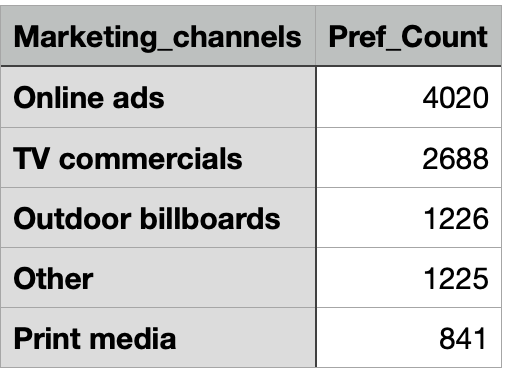 Marketing_channels Pref_Count
Online ads 4020
TV commercials 2688
Outdoor billboards 1226
Other 1225
Print media 841